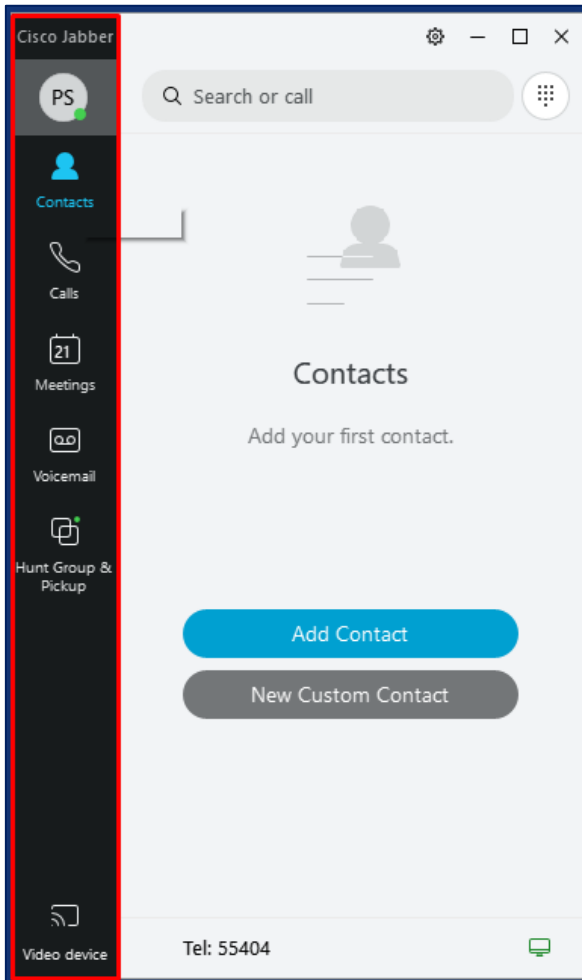 Cisco Jabber
PS
Search or call
Contacts
Calls
21
Meetings
Voicemail
Hunt Group &
Pickup
Video device
Contacts
Add your first contact.
Add Contact
New Custom Contact
Tel: 55404